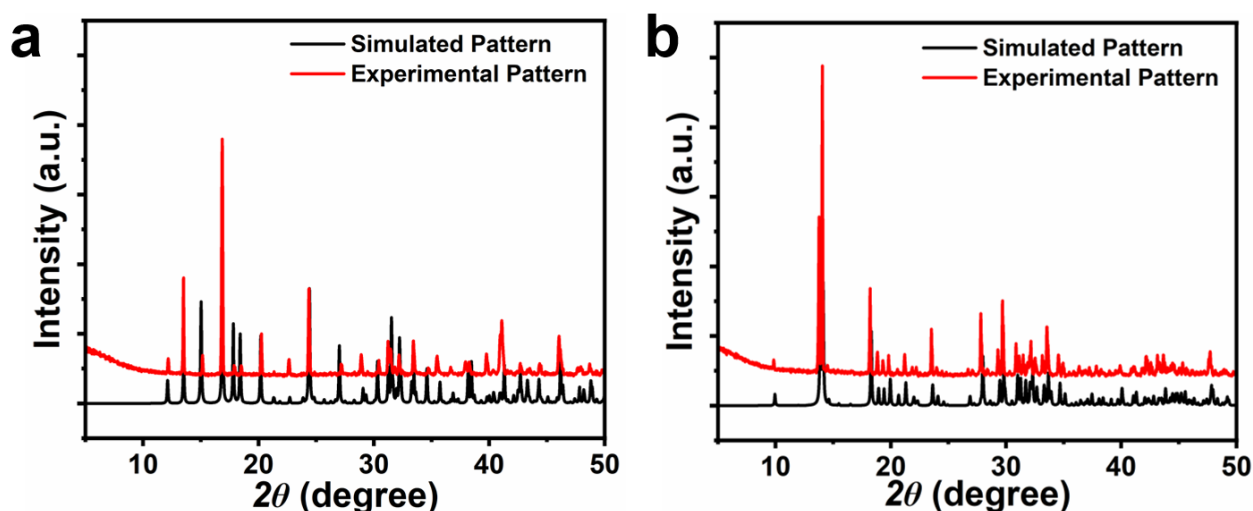 a
Simulated Pattern
Experimental Pattern
Intensity (a.u.)
10 20 30 40 50
2θ (degree)
b
Simulated Pattern
Experimental Pattern
Intensity (a.u.)
10 20 30 40 50
2θ (degree)